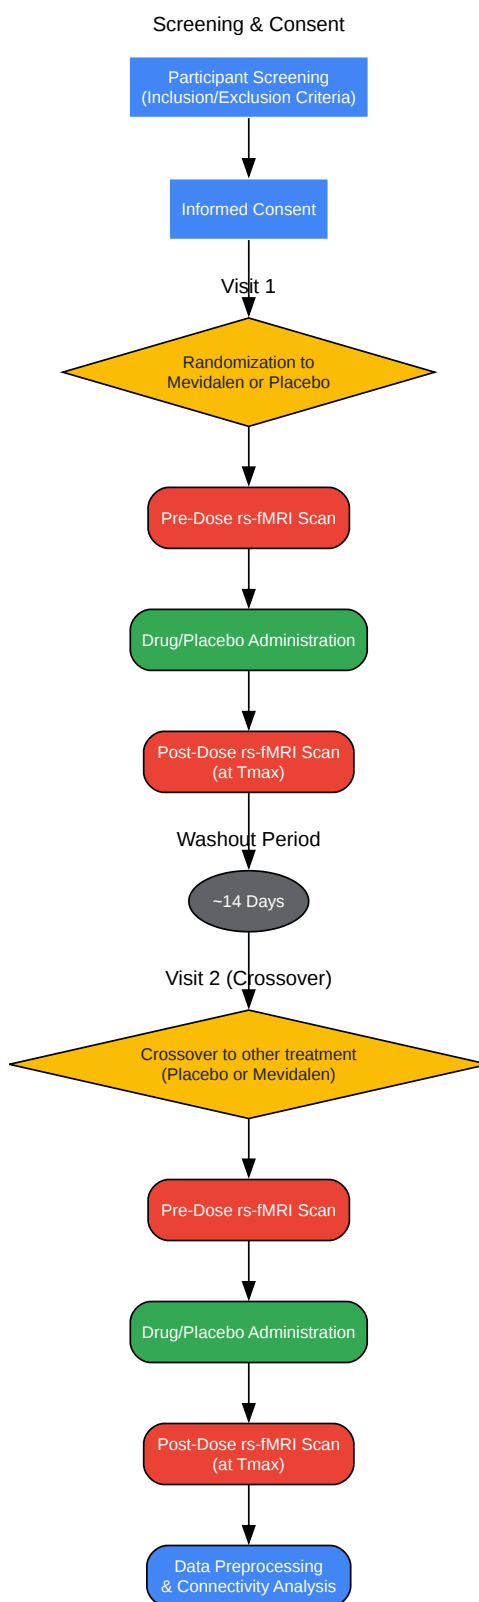 Screening & Consent
Participant Screening
(Inclusion/Exclusion Criteria)
Informed Consent
Visit 1
Randomization to
Mevidalen or Placebo
Pre-Dose rs-fMRI Scan
Drug/Placebo Administration
Post-Dose rs-fMRI Scan
(at Tmax)
Washout Period
~14 Days
Visit 2 (Crossover)
Crossover to other treatment
(Placebo or Mevidalen)
Pre-Dose rs-fMRI Scan
Drug/Placebo Administration
Post-Dose rs-fMRI Scan
(at Tmax)
Data Preprocessing
& Connectivity Analysis